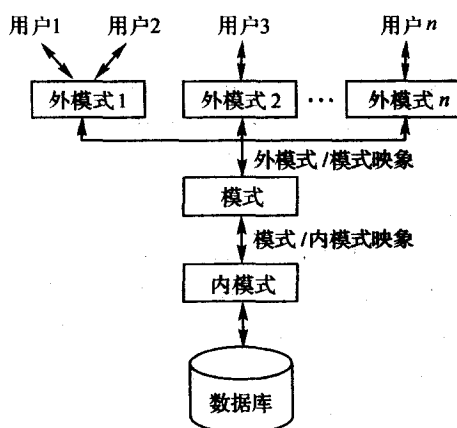 用户1 用户2 用户3 用户n
外模式1 外模式2 ··· 外模式n
外模式/模式映象
模式
模式/内模式映象
内模式
数据库